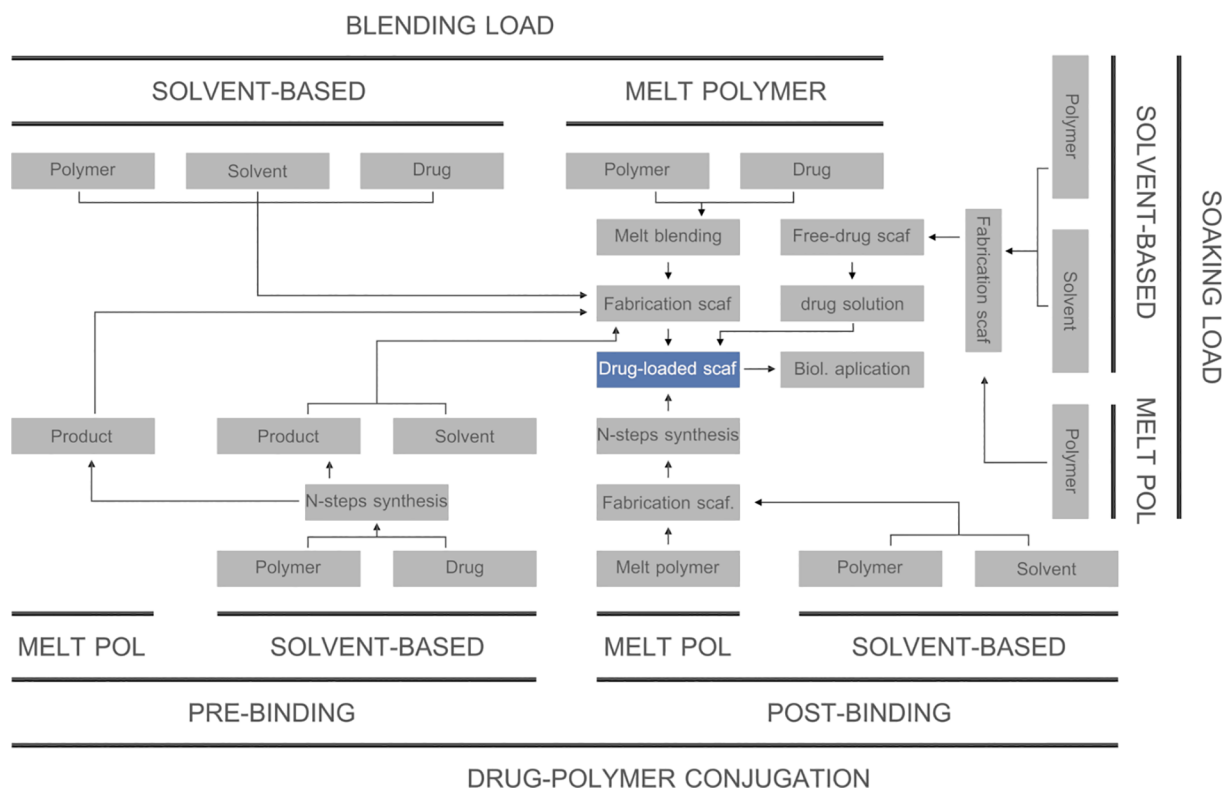 BLENDING LOAD
SOLVENT-BASED
MELT POLYMER
Polymer
Solvent
Drug
Polymer
Drug
Melt blending
Free-drug scaf
Fabrication scaf
drug solution
Drug-loaded scaf
Biol. aplication
Product
Product
Solvent
N-steps synthesis
N-steps synthesis
Fabrication scaf.
Polymer
Drug
Melt polymer
Polymer
Solvent
Fabrication scaf
Polymer
Solvent
Polymer
SOLVENT-BASED
MELT POL
SOAKING LOAD
MELT POL
SOLVENT-BASED
MELT POL
SOLVENT-BASED
PRE-BINDING
POST-BINDING
DRUG-POLYMER CONJUGATION